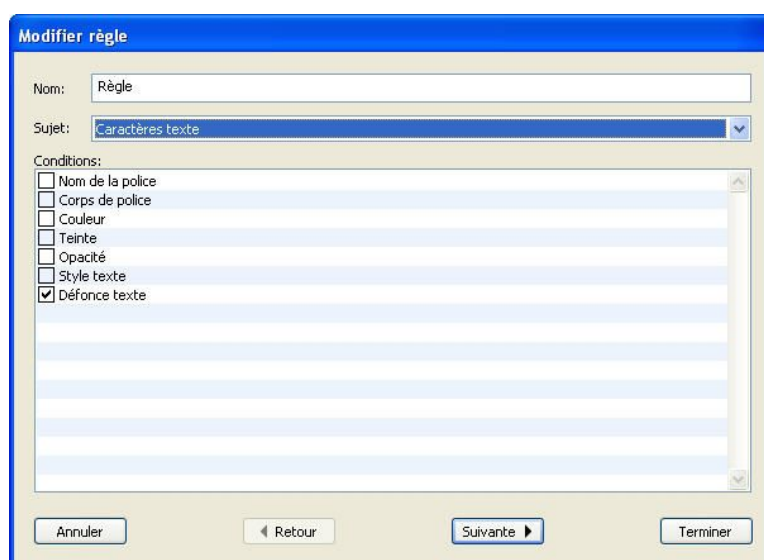 Modifier règle
Nom: Règle
Sujet: Caractères texte
Conditions:
Nom de la police
Corps de police
Couleur
Teinte
Opacité
Style texte
Défonce texte
Annuler Retour Suivante Terminer